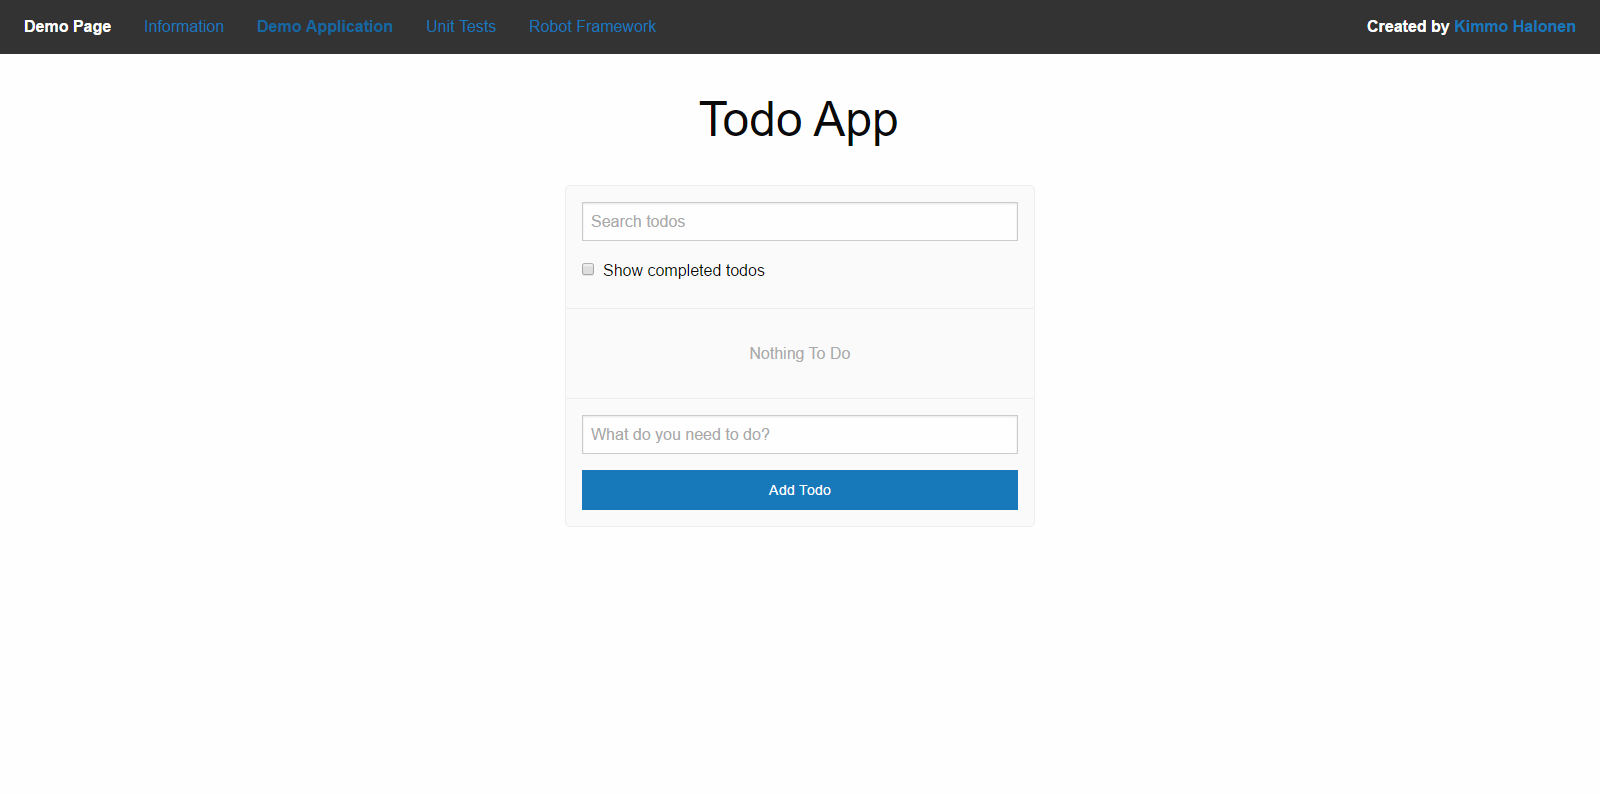 Demo Page Information Demo Application Unit Tests Robot Framework Created by Kimmo Halonen
Todo App
Search todos
Show completed todos
Nothing To Do
What do you need to do?
Add Todo